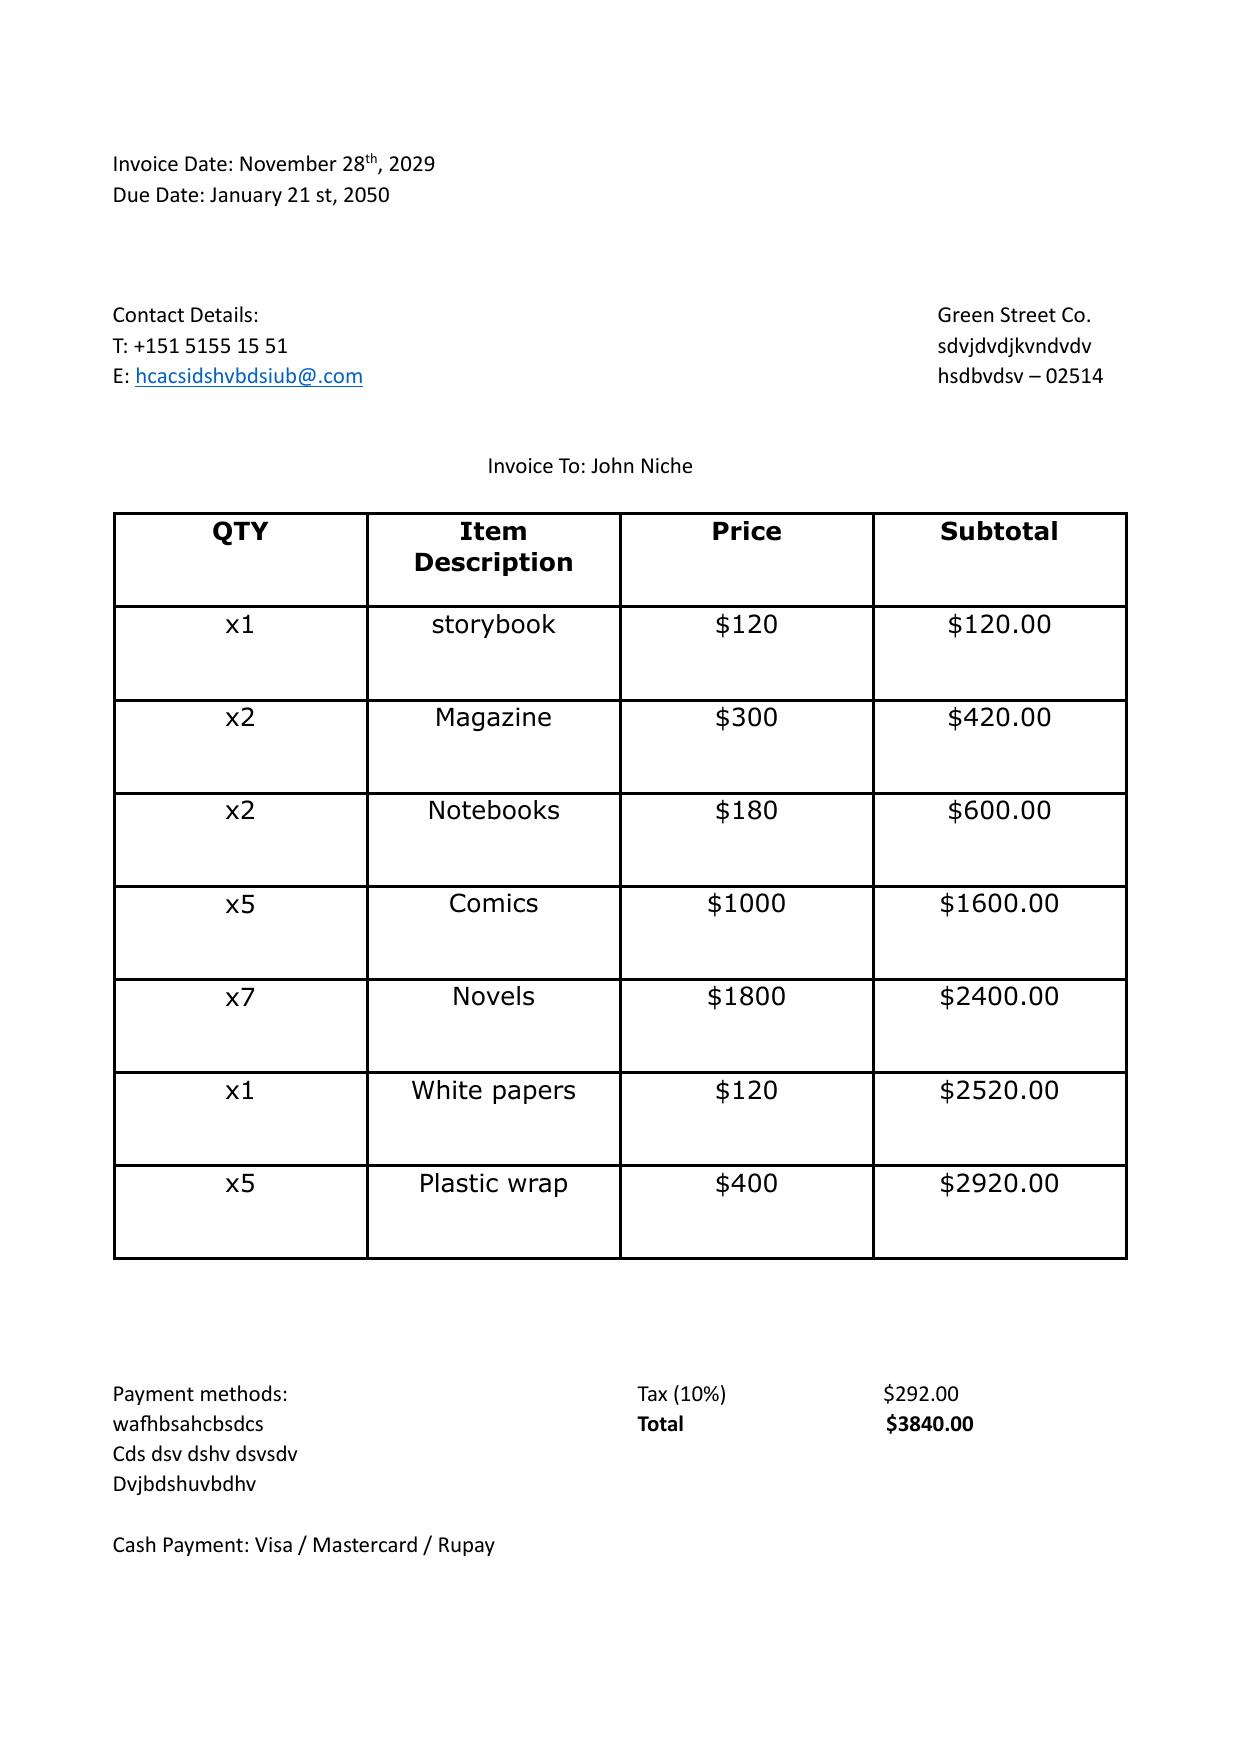 Invoice Date: November 28th, 2029
Due Date: January 21 st, 2050
Contact Details:
T: +151 5155 15 51
E: hcacsidshvbdsiub@.com
Green Street Co.
sdvjdvdjkvndvdv
hsdbvdsv – 02514
Invoice To: John Niche
QTY Item Description Price Subtotal
x1 storybook $120 $120.00
x2 Magazine $300 $420.00
x2 Notebooks $180 $600.00
x5 Comics $1000 $1600.00
x7 Novels $1800 $2400.00
x1 White papers $120 $2520.00
x5 Plastic wrap $400 $2920.00
Payment methods:
wafhbsahcbsdcs
Cds dsv dshv dsvsdv
Dvjbdshuvbdhv
Tax (10%) $292.00
Total $3840.00
Cash Payment: Visa / Mastercard / Rupay